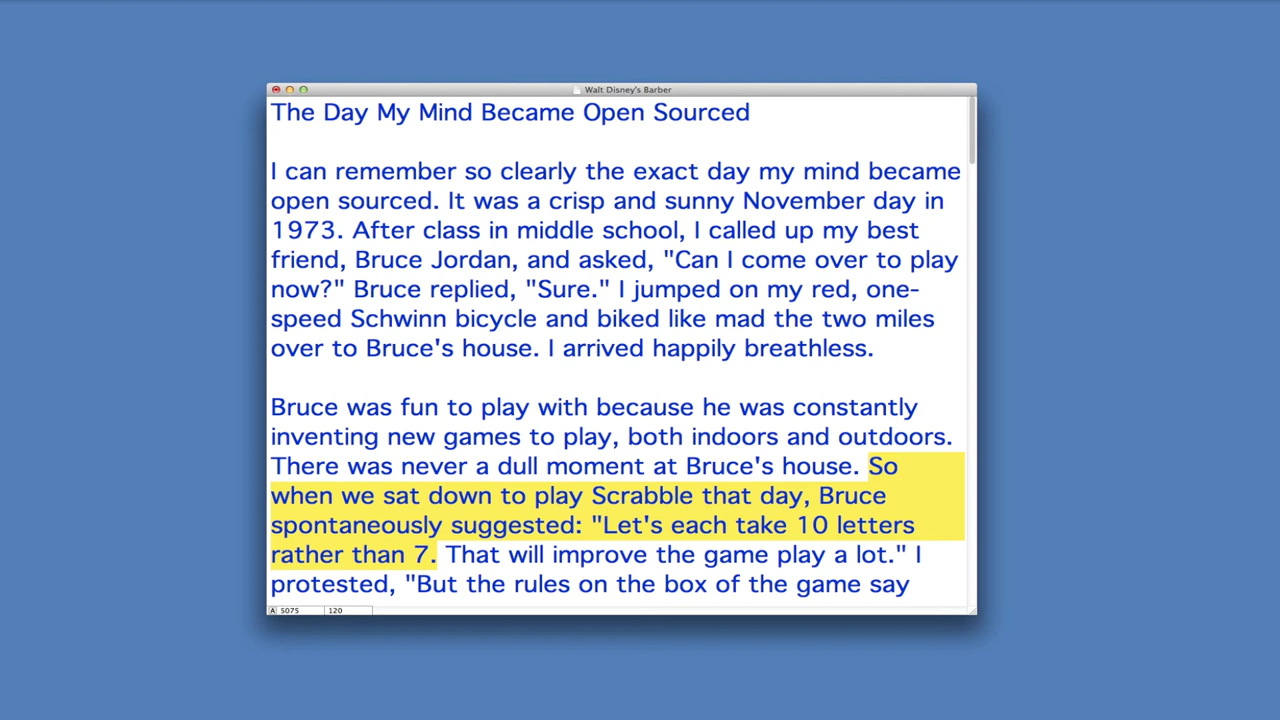 Walt Disney's Barber
The Day My Mind Became Open Sourced
I can remember so clearly the exact day my mind became
open sourced. It was a crisp and sunny November day in
1973. After class in middle school, I called up my best
friend, Bruce Jordan, and asked, "Can I come over to play
now?" Bruce replied, "Sure." I jumped on my red, one-
speed Schwinn bicycle and biked like mad the two miles
over to Bruce's house. I arrived happily breathless.
Bruce was fun to play with because he was constantly
inventing new games to play, both indoors and outdoors.
There was never a dull moment at Bruce's house. So
when we sat down to play Scrabble that day, Bruce
spontaneously suggested: "Let's each take 10 letters
rather than 7. That will improve the game play a lot." I
protested, "But the rules on the box of the game say
A 5075 120